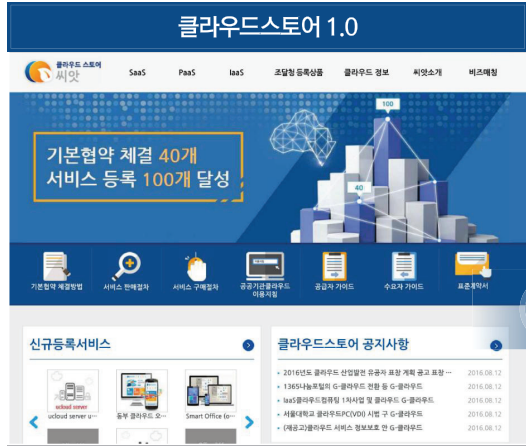 클라우드스토어 1.0
클라우드 스토어
씨앗
SaaS PaaS IaaS 조달청 등록상품 클라우드 정보 씨앗소개 비즈매칭
100
기본협약 체결 40개
서비스 등록 100개 달성
40
기본협약 체결방법 서비스 판매절차 서비스 구매절차 공공기관클라우드 공급자 가이드 수요자 가이드 표준계약서
이용지침
신규등록서비스
클라우드스토어 공지사항
2016년도 클라우드 산업발전 유공자 표창 계획 공고 표창 ··· 2016.08.12
1365나눔포털의 G-클라우드 전환 등 G-클라우드 2016.08.12
IaaS클라우드컴퓨팅 1차사업 및 클라우드 G-클라우드 2016.08.12
서울대학교 클라우드PC(VDI) 시범 구 G-클라우드 2016.08.12
(재공고)클라우드 서비스 정보보호 안 G-클라우드 2016.08.12
ucloud server
ucloud server u··· 동부 클라우드 오··· Smart Office (o···